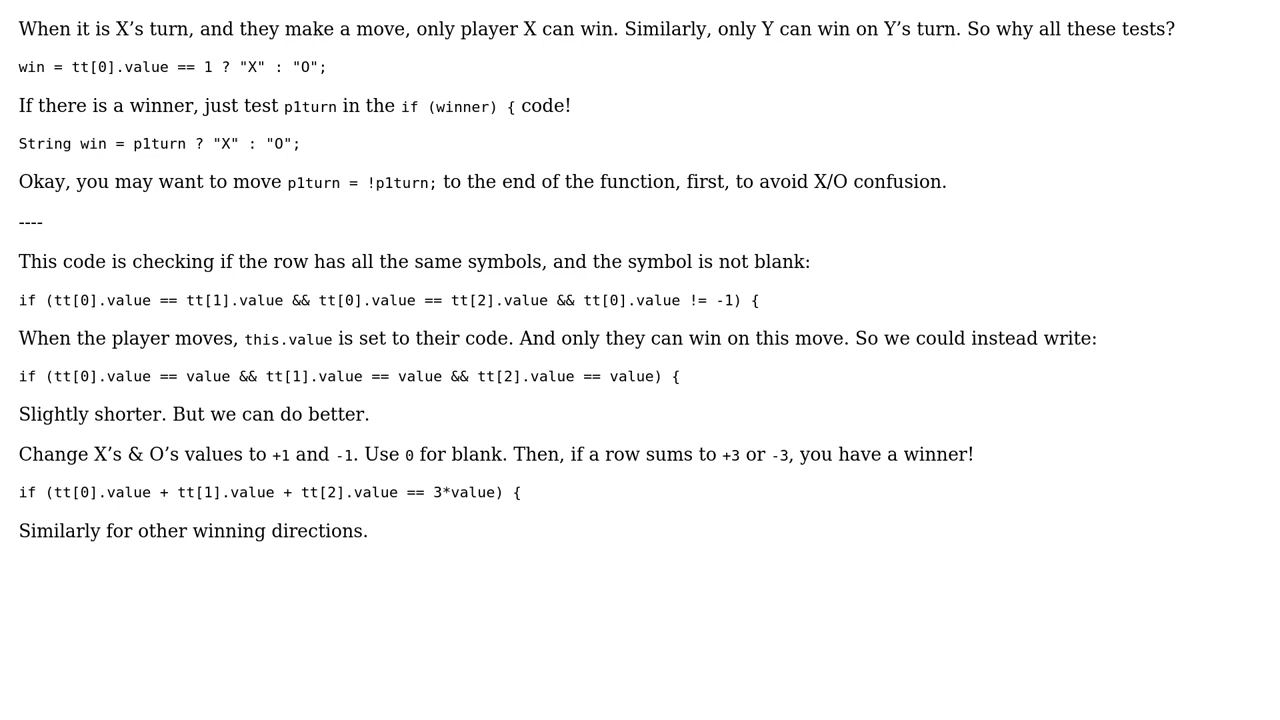 When it is X’s turn, and they make a move, only player X can win. Similarly, only Y can win on Y’s turn. So why all these tests?
win = tt[0].value == 1 ? "X" : "O";
If there is a winner, just test p1turn in the if (winner) { code!
String win = p1turn ? "X" : "O";
Okay, you may want to move p1turn = !p1turn; to the end of the function, first, to avoid X/O confusion.
----
This code is checking if the row has all the same symbols, and the symbol is not blank:
if (tt[0].value == tt[1].value && tt[0].value == tt[2].value && tt[0].value != -1) {
When the player moves, this.value is set to their code. And only they can win on this move. So we could instead write:
if (tt[0].value == value && tt[1].value == value && tt[2].value == value) {
Slightly shorter. But we can do better.
Change X’s & O’s values to +1 and -1. Use 0 for blank. Then, if a row sums to +3 or -3, you have a winner!
if (tt[0].value + tt[1].value + tt[2].value == 3*value) {
Similarly for other winning directions.